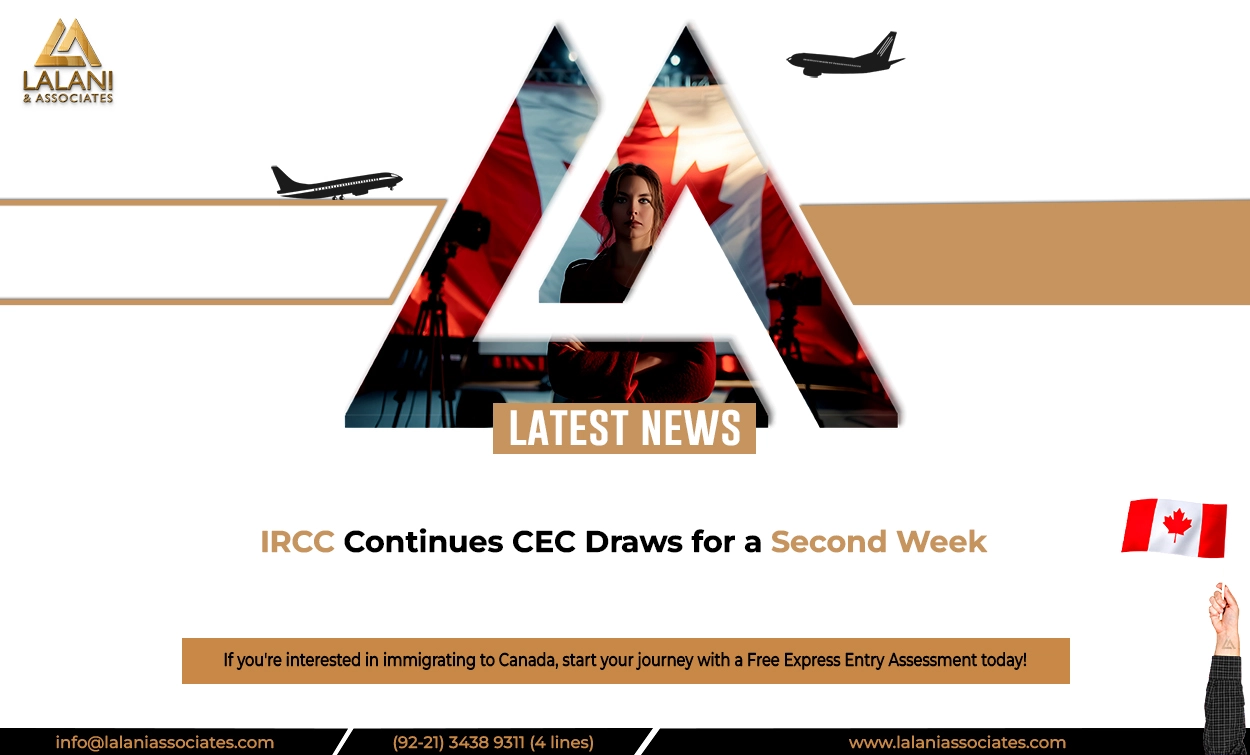 LALANI
& ASSOCIATES
LATEST NEWS
IRCC Continues CEC Draws for a Second Week
If you're interested in immigrating to Canada, start your journey with a Free Express Entry Assessment today!
info@lalaniassociates.com
(92-21) 3438 9311 (4 lines)
www.lalaniassociates.com